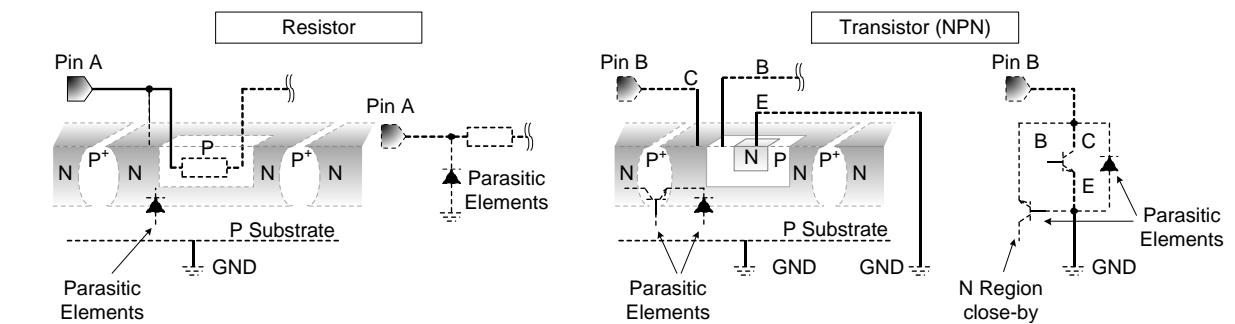 Resistor
Pin A
P
N
P+
N
N
P+
N
Parasitic
Elements
P Substrate
GND
Pin A
Parasitic
Elements
Transistor (NPN)
Pin B
C
B
E
N
P+
N
N
P
P+
N
N
P Substrate
Parasitic
Elements
GND
GND
Pin B
B
C
E
Parasitic
Elements
GND
N Region
close-by